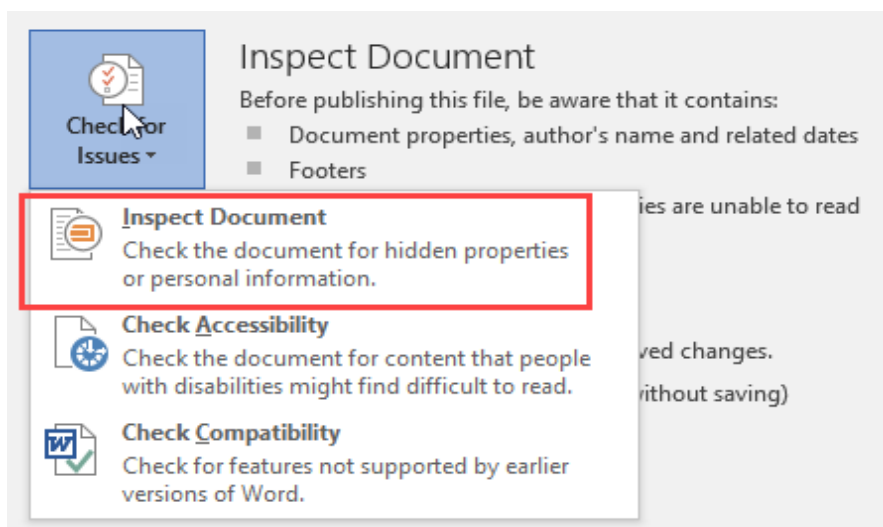 Inspect Document
Before publishing this file, be aware that it contains:
Document properties, author's name and related dates
Footers
Check for
Issues
ies are unable to read
Inspect Document
Check the document for hidden properties
or personal information.
Check Accessibility
Check the document for content that people
with disabilities might find difficult to read.
ved changes.
ithout saving)
Check Compatibility
Check for features not supported by earlier
versions of Word.